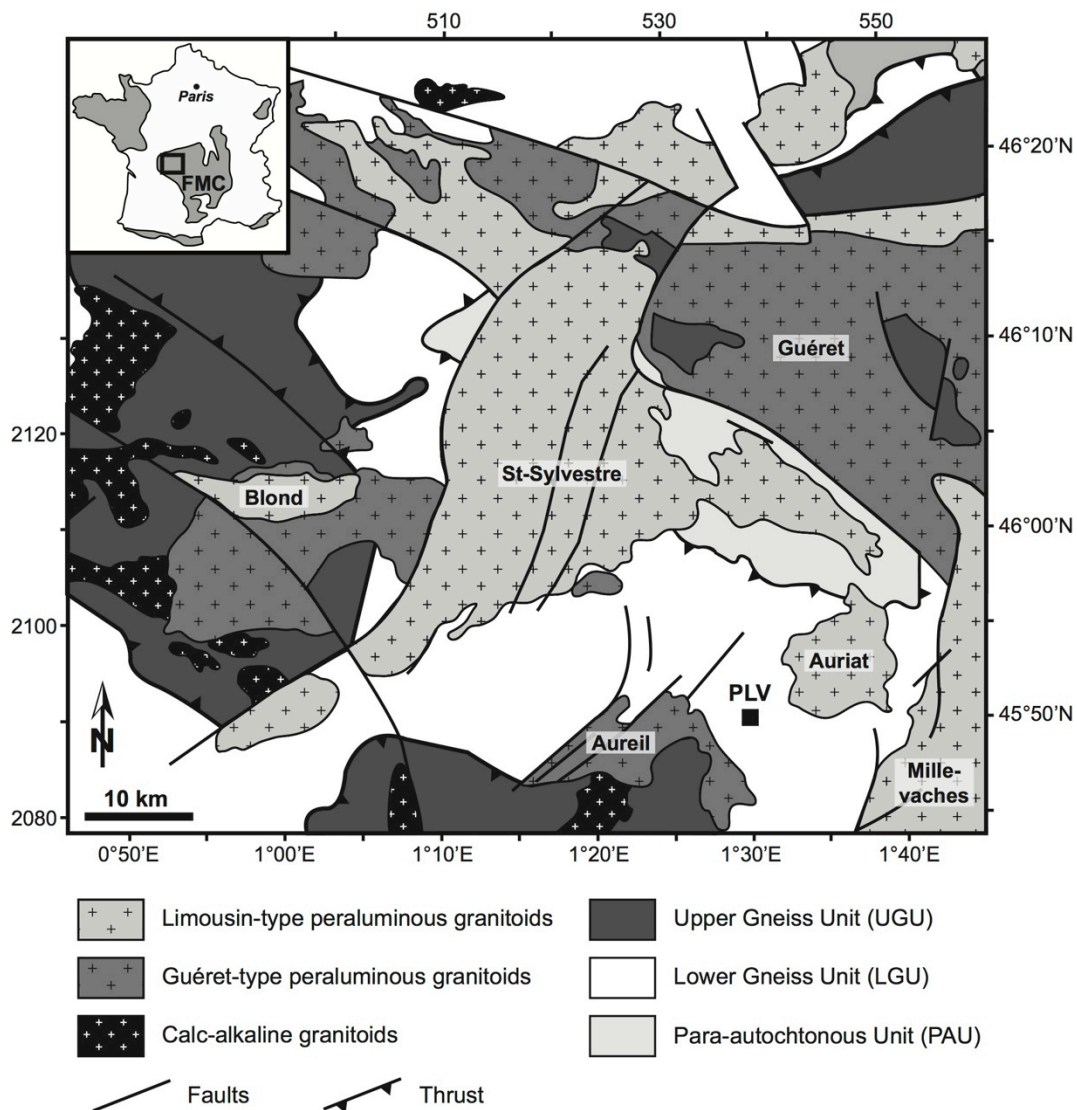 510 530 550
Paris
FMC
46°20'N
46°10'N
Guéret
2120
St-Sylvestre
Blond
46°00'N
2100
Auriat
PLV
45°50'N
N
Aureil
Mille-
vaches
10 km
2080
0°50'E 1°00'E 1°10'E 1°20'E 1°30'E 1°40'E
Limousin-type peraluminous granitoids
Upper Gneiss Unit (UGU)
Guéret-type peraluminous granitoids
Lower Gneiss Unit (LGU)
Calc-alkaline granitoids
Para-autochtonous Unit (PAU)
Faults
Thrust